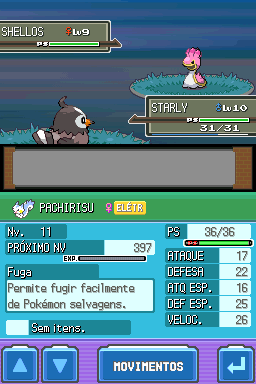 SHELLOS ♀Lv9
PS
STARLY ♂Lv10
PS
31/31
PACHIRISU ♀ ELÉTR
Nv. 11
PRÓXIMO NV 397
EXP
Fuga
Permite fugir facilmente
de Pokémon selvagens.
Sem itens.
PS 36/36
PS
ATAQUE 17
DEFESA 22
ATQ ESP. 16
DEF ESP. 25
VELOC. 26
MOVIMENTOS